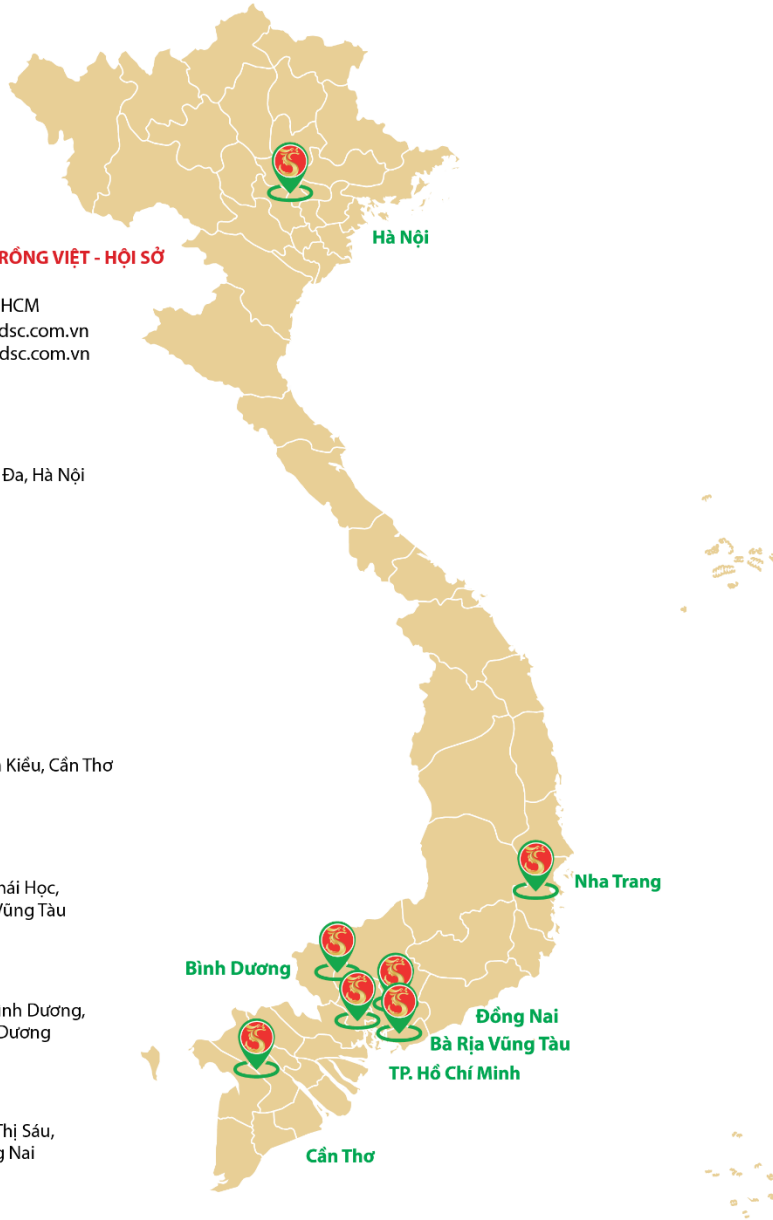 RỒNG VIỆT - HỘI SỞ
HCM
dsc.com.vn
dsc.com.vn
Đa, Hà Nội
Kiều, Cần Thơ
hái Học,
Vũng Tàu
ình Dương,
Dương
Thị Sáu,
g Nai
Hà Nội
Nha Trang
Bình Dương
Đồng Nai
Bà Rịa Vũng Tàu
TP. Hồ Chí Minh
Cần Thơ